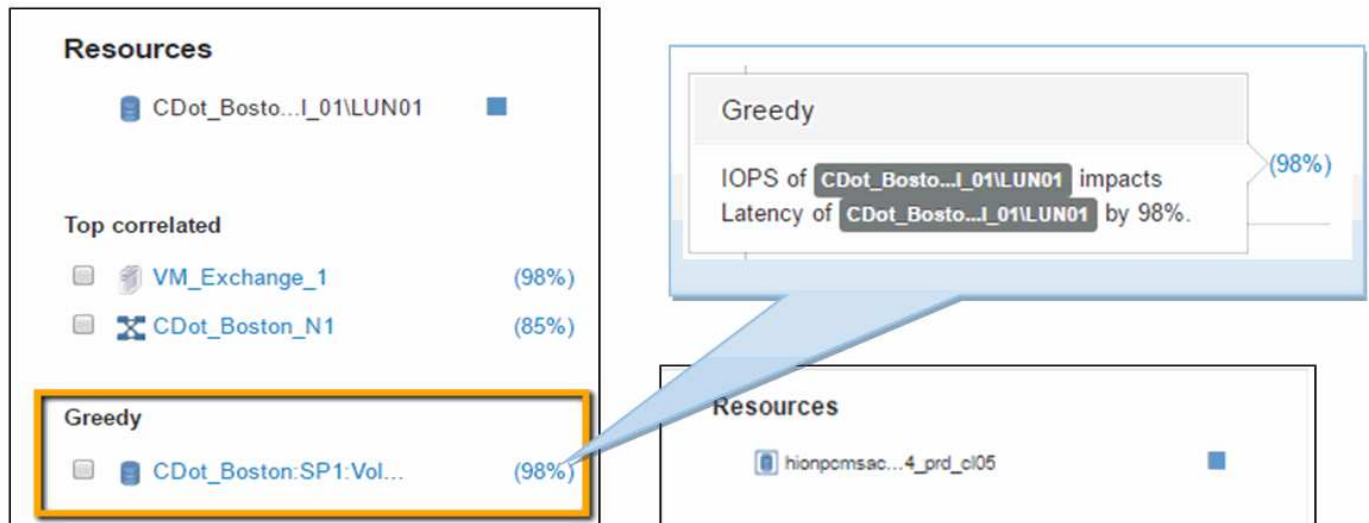 Resources
CDot_Bosto...l_01\LUN01
Top correlated
VM_Exchange_1 (98%)
CDot_Boston_N1 (85%)
Greedy
CDot_Boston:SP1:Vol... (98%)
Greedy
IOPS of CDot_Bosto...l_01\LUN01 impacts
Latency of CDot_Bosto...l_01\LUN01 by 98%.
(98%)
Resources
hionpcmsac...4_prd_cl05